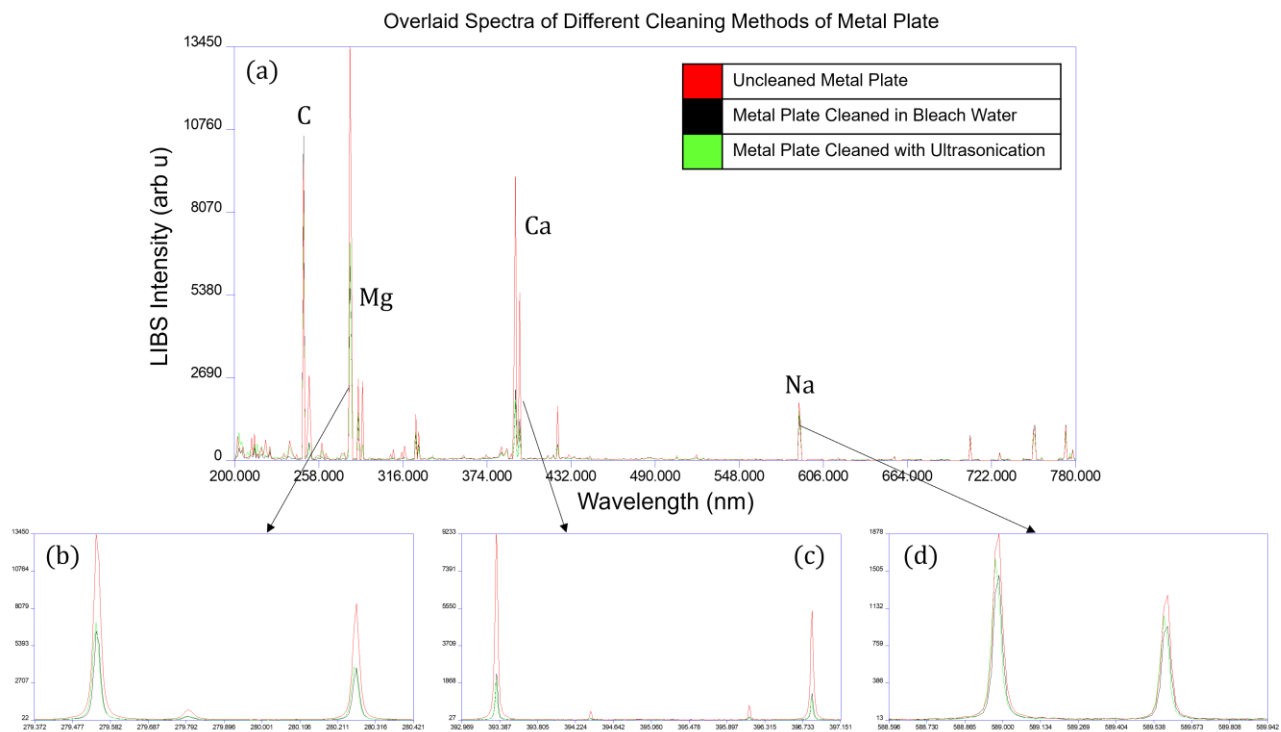 Overlaid Spectra of Different Cleaning Methods of Metal Plate
13450
10760
8070
5380
2690
0
LIBS Intensity (arb u)
(a)
C
Mg
Ca
Na
Uncleaned Metal Plate
Metal Plate Cleaned in Bleach Water
Metal Plate Cleaned with Ultrasonication
200.000 258.000 316.000 374.000 432.000 490.000 548.000 606.000 664.000 722.000 780.000
Wavelength (nm)
(b)
13450
10764
8079
5393
2707
22
279.372 279.477 279.582 279.687 279.896 280.001 280.106 280.211 280.316 280.421
(c)
9233
7391
5550
3709
1868
27
392.969 393.387 393.805 394.224 394.642 395.060 395.478 395.896 396.315 396.733 397.151
(d)
1878
1505
1132
759
386
13
588.596 588.730 588.865 589.000 589.134 589.269 589.404 589.538 589.673 589.808 589.942